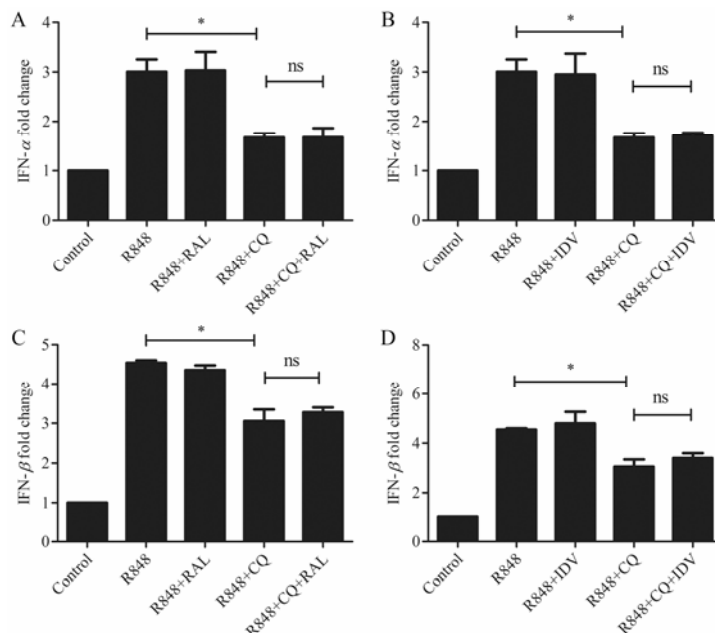 A
IFN-α fold change
4
3
2
1
0
*
ns
Control
R848
R848+RAL
R848+CQ
R848+CQ+RAL
B
IFN-α fold change
4
3
2
1
0
*
ns
Control
R848
R848+IDV
R848+CQ
R848+CQ+IDV
C
IFN-β fold change
5
4
3
2
1
0
*
ns
Control
R848
R848+RAL
R848+CQ
R848+CQ+RAL
D
IFN-β fold change
8
6
4
2
0
*
ns
Control
R848
R848+IDV
R848+CQ
R848+CQ+IDV